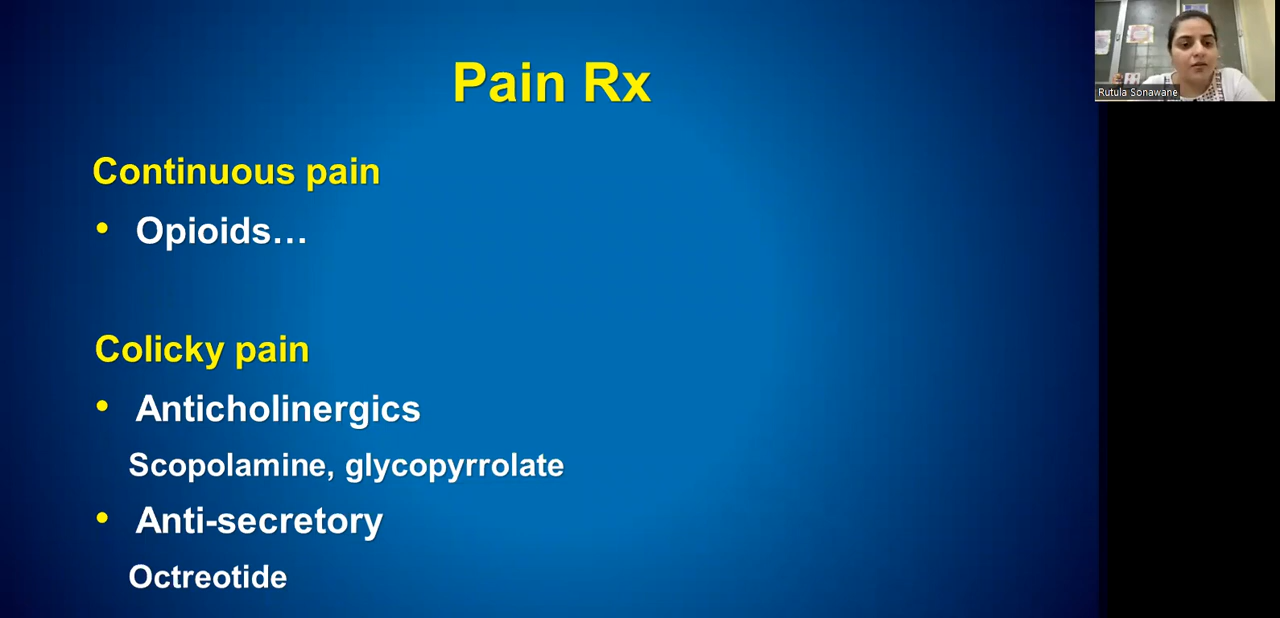 Pain Rx
Rutula Sonawane
Continuous pain
• Opioids…
Colicky pain
• Anticholinergics
Scopolamine, glycopyrrolate
• Anti-secretory
Octreotide